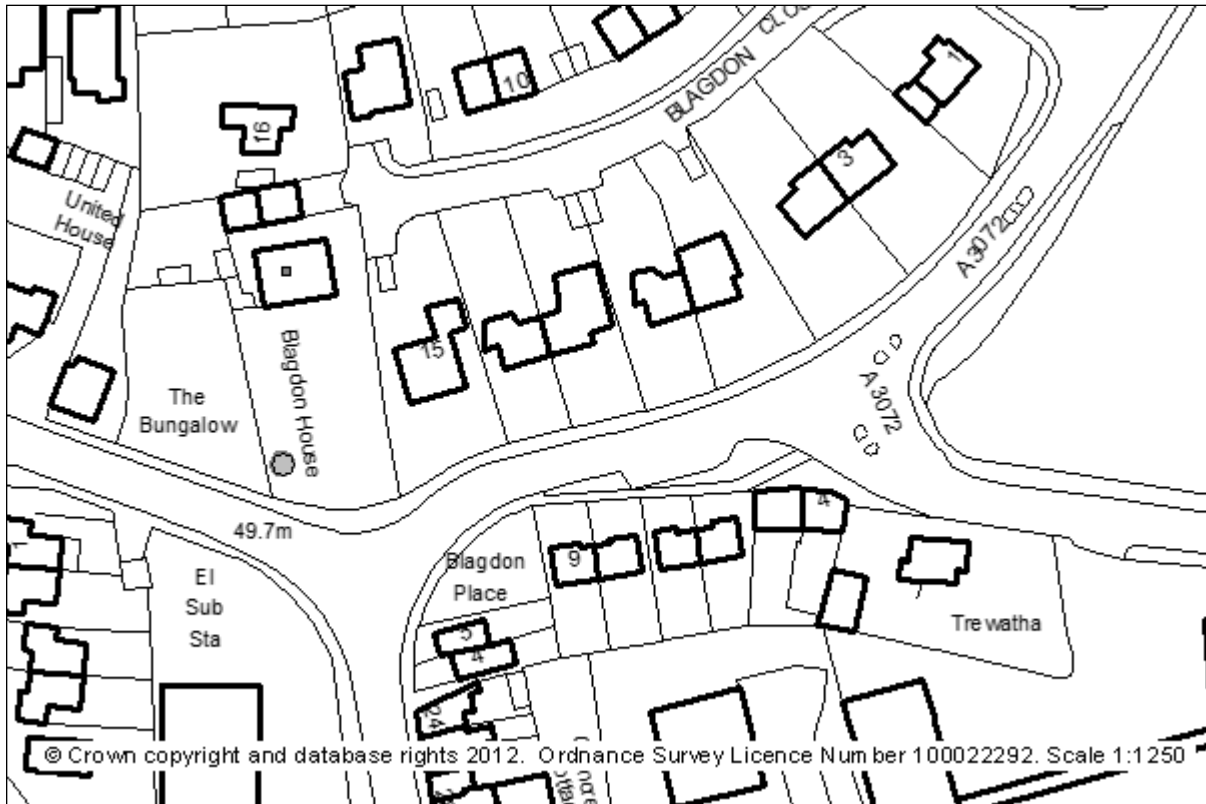 10
BLAGDON CLOS
1
16
3
United
House
A3072
15
Blagdon House
The
Bungalow
A3072
4
49.7m
Blagdon
Place
9
El
Sub
Sta
5
4
Trewatha
24
© Crown copyright and database rights 2012. Ordnance Survey Licence Number 100022292. Scale 1:1250